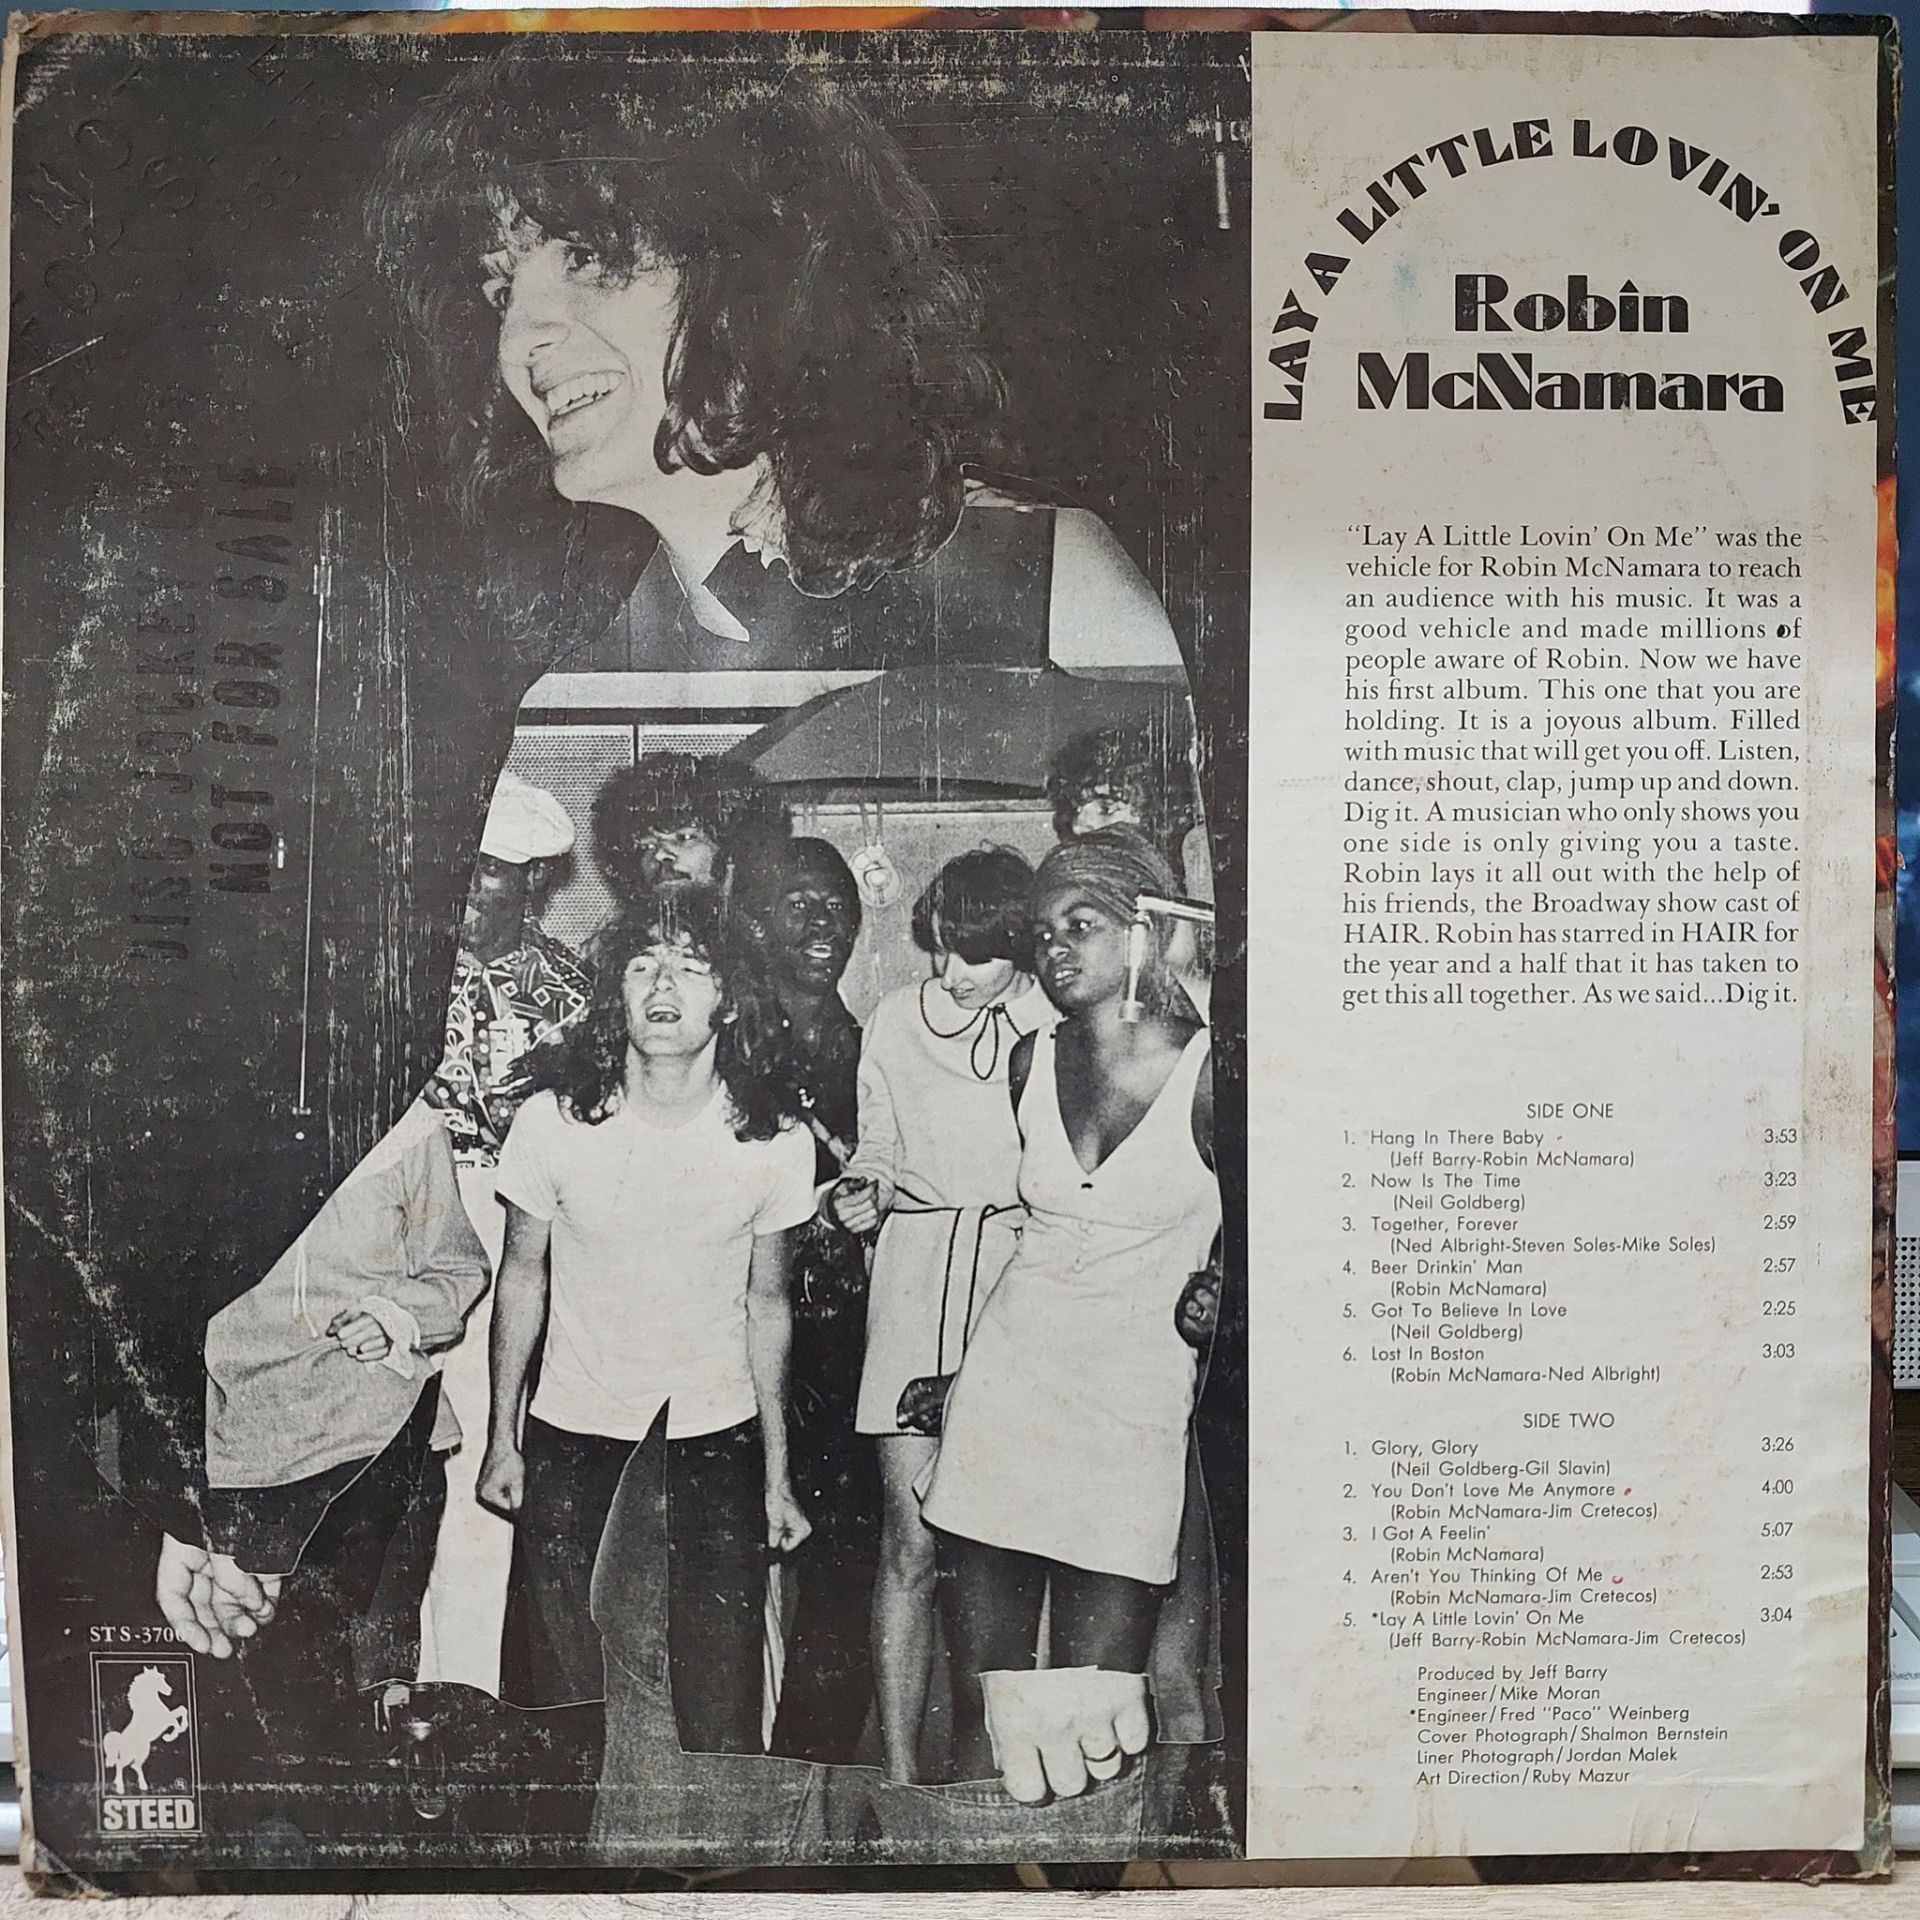 LAY A LITTLE LOVIN' ON ME
Robin
McNamara
"Lay A Little Lovin' On Me" was the
vehicle for Robin McNamara to reach
an audience with his music. It was a
good vehicle and made millions of
people aware of Robin. Now we have
his first album. This one that you are
holding. It is a joyous album. Filled
with music that will get you off. Listen,
dance, shout, clap, jump up and down.
Dig it. A musician who only shows you
one side is only giving you a taste.
Robin lays it all out with the help of
his friends, the Broadway show cast of
HAIR. Robin has starred in HAIR for
the year and a half that it has taken to
get this all together. As we said...Dig it.
SIDE ONE
1. Hang In There Baby 3:53
(Jeff Barry-Robin McNamara)
2. Now Is The Time 3:23
(Neil Goldberg)
3. Together, Forever 2:59
(Ned Albright-Steven Soles-Mike Soles)
4. Beer Drinkin' Man 2:57
(Robin McNamara)
5. Got To Believe In Love 2:25
(Neil Goldberg)
6. Lost In Boston 3:03
(Robin McNamara-Ned Albright)
SIDE TWO
1. Glory, Glory 3:26
(Neil Goldberg-Gil Slavin)
2. You Don't Love Me Anymore 4:00
(Robin McNamara-Jim Cretecos)
3. I Got A Feelin' 5:07
(Robin McNamara)
4. Aren't You Thinking Of Me 2:53
(Robin McNamara-Jim Cretecos)
5. *Lay A Little Lovin' On Me 3:04
(Jeff Barry-Robin McNamara-Jim Cretecos)
Produced by Jeff Barry
Engineer/Mike Moran
*Engineer/Fred "Paco" Weinberg
Cover Photograph/Shalmon Bernstein
Liner Photograph/Jordan Malek
Art Direction/Ruby Mazur
DISC JOCKEY
NOT FOR SALE
®
STEED